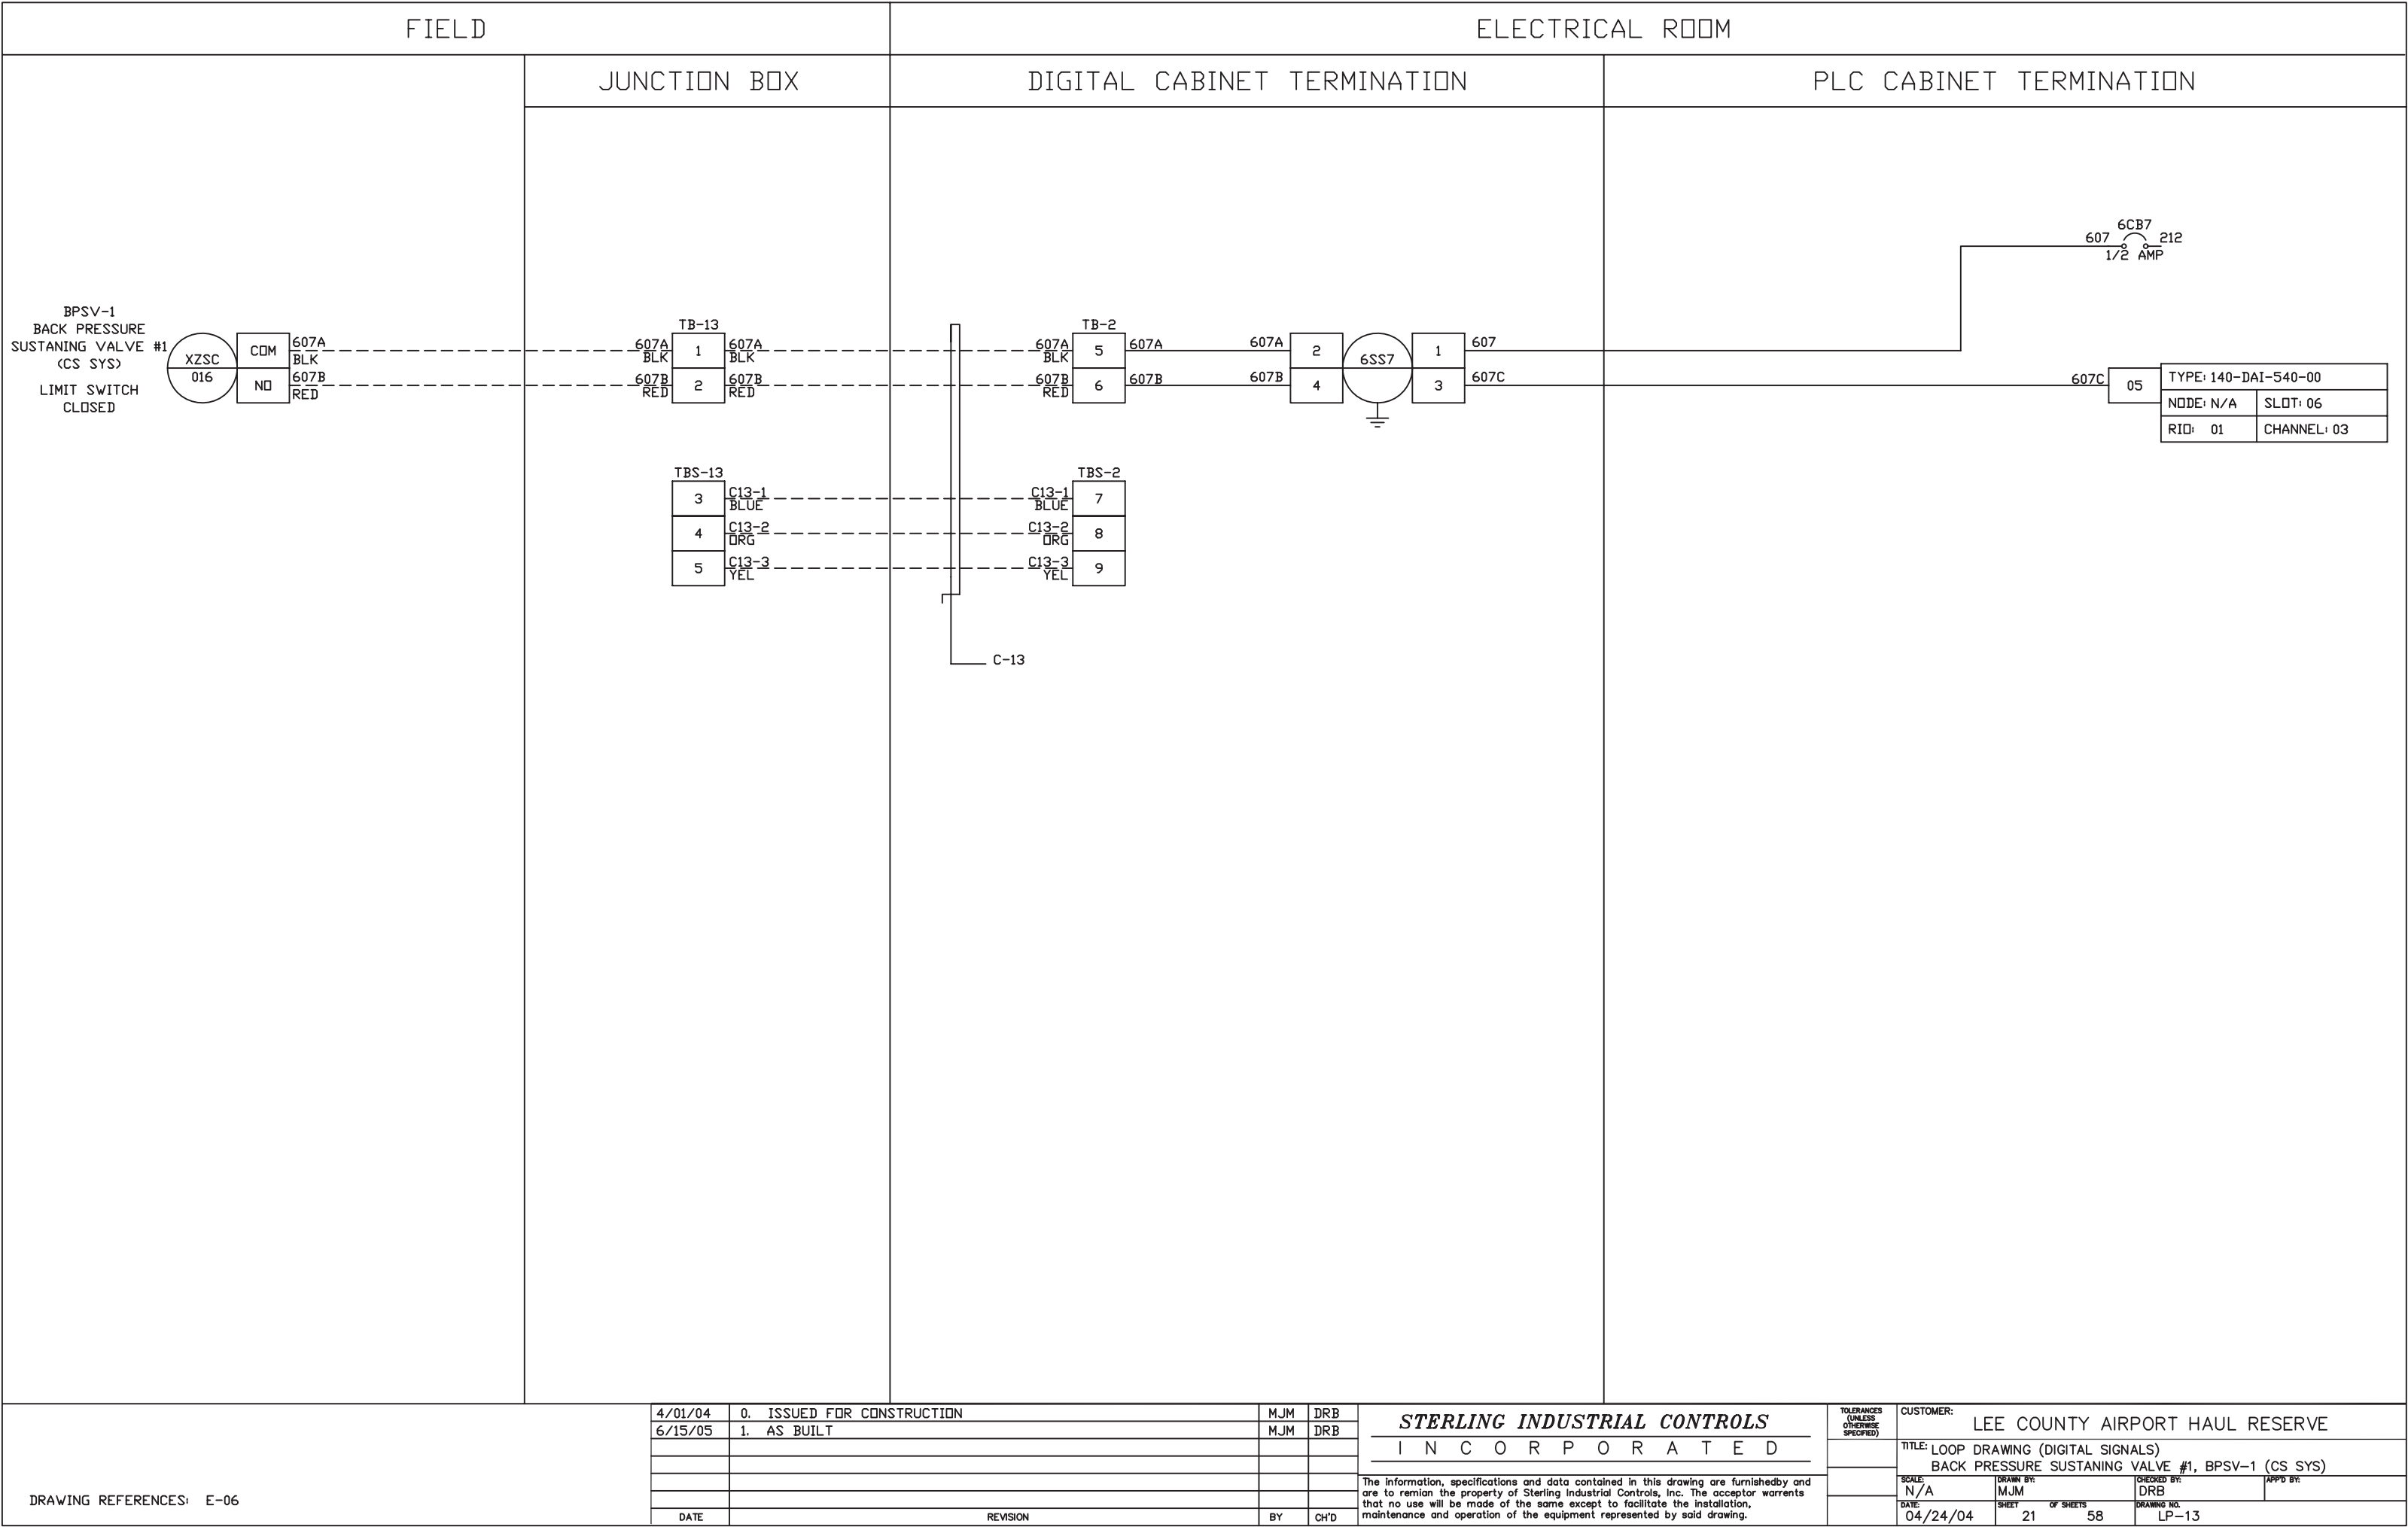 FIELD
ELECTRICAL ROOM
JUNCTION BOX
DIGITAL CABINET TERMINATION
PLC CABINET TERMINATION
6CB7
607
212
1/2 AMP
BPSV-1
BACK PRESSURE
SUSTANING VALVE #1
(CS SYS)
LIMIT SWITCH
CLOSED
XZSC
016
COM
NO
607A
BLK
607B
RED
TB-13
607A
BLK
1
607A
BLK
607B
RED
2
607B
RED
TB-2
607A
BLK
5
607A
607B
RED
6
607B
607A
2
607B
4
6SS7
1
607
3
607C
607C
05
TYPE: 140-DAI-540-00
NODE: N/A
SLOT: 06
RIO: 01
CHANNEL: 03
TBS-13
3
C13-1
BLUE
4
C13-2
ORG
5
C13-3
YEL
TBS-2
C13-1
BLUE
7
C13-2
ORG
8
C13-3
YEL
9
C-13
DRAWING REFERENCES: E-06
4/01/04 0. ISSUED FOR CONSTRUCTION MJM DRB
6/15/05 1. AS BUILT MJM DRB
DATE REVISION BY CH'D
STERLING INDUSTRIAL CONTROLS
INCORPORATED
The information, specifications and data contained in this drawing are furnishedby and
are to remian the property of Sterling Industrial Controls, Inc. The acceptor warrents
that no use will be made of the same except to facilitate the installation,
maintenance and operation of the equipment represented by said drawing.
TOLERANCES
(UNLESS
OTHERWISE
SPECIFIED)
CUSTOMER:
LEE COUNTY AIRPORT HAUL RESERVE
TITLE: LOOP DRAWING (DIGITAL SIGNALS)
BACK PRESSURE SUSTANING VALVE #1, BPSV-1 (CS SYS)
SCALE:
N/A
DRAWN BY:
MJM
CHECKED BY:
DRB
APP'D BY:
DATE:
04/24/04
SHEET
21
OF SHEETS
58
DRAWING NO.
LP-13